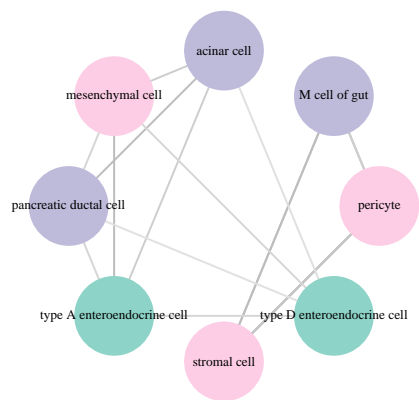 acinar cell
mesenchymal cell
M cell of gut
pancreatic ductal cell
pericyte
type A enteroendocrine cell
type D enteroendocrine cell
stromal cell